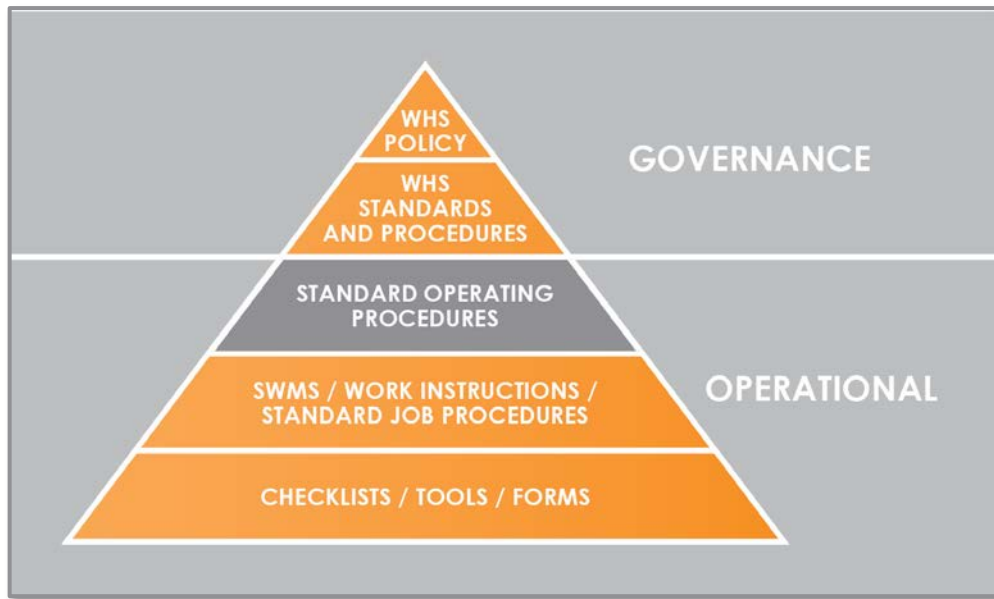 WHS
POLICY
GOVERNANCE
WHS
STANDARDS
AND PROCEDURES
STANDARD OPERATING
PROCEDURES
SWMS / WORK INSTRUCTIONS /
STANDARD JOB PROCEDURES
OPERATIONAL
CHECKLISTS / TOOLS / FORMS